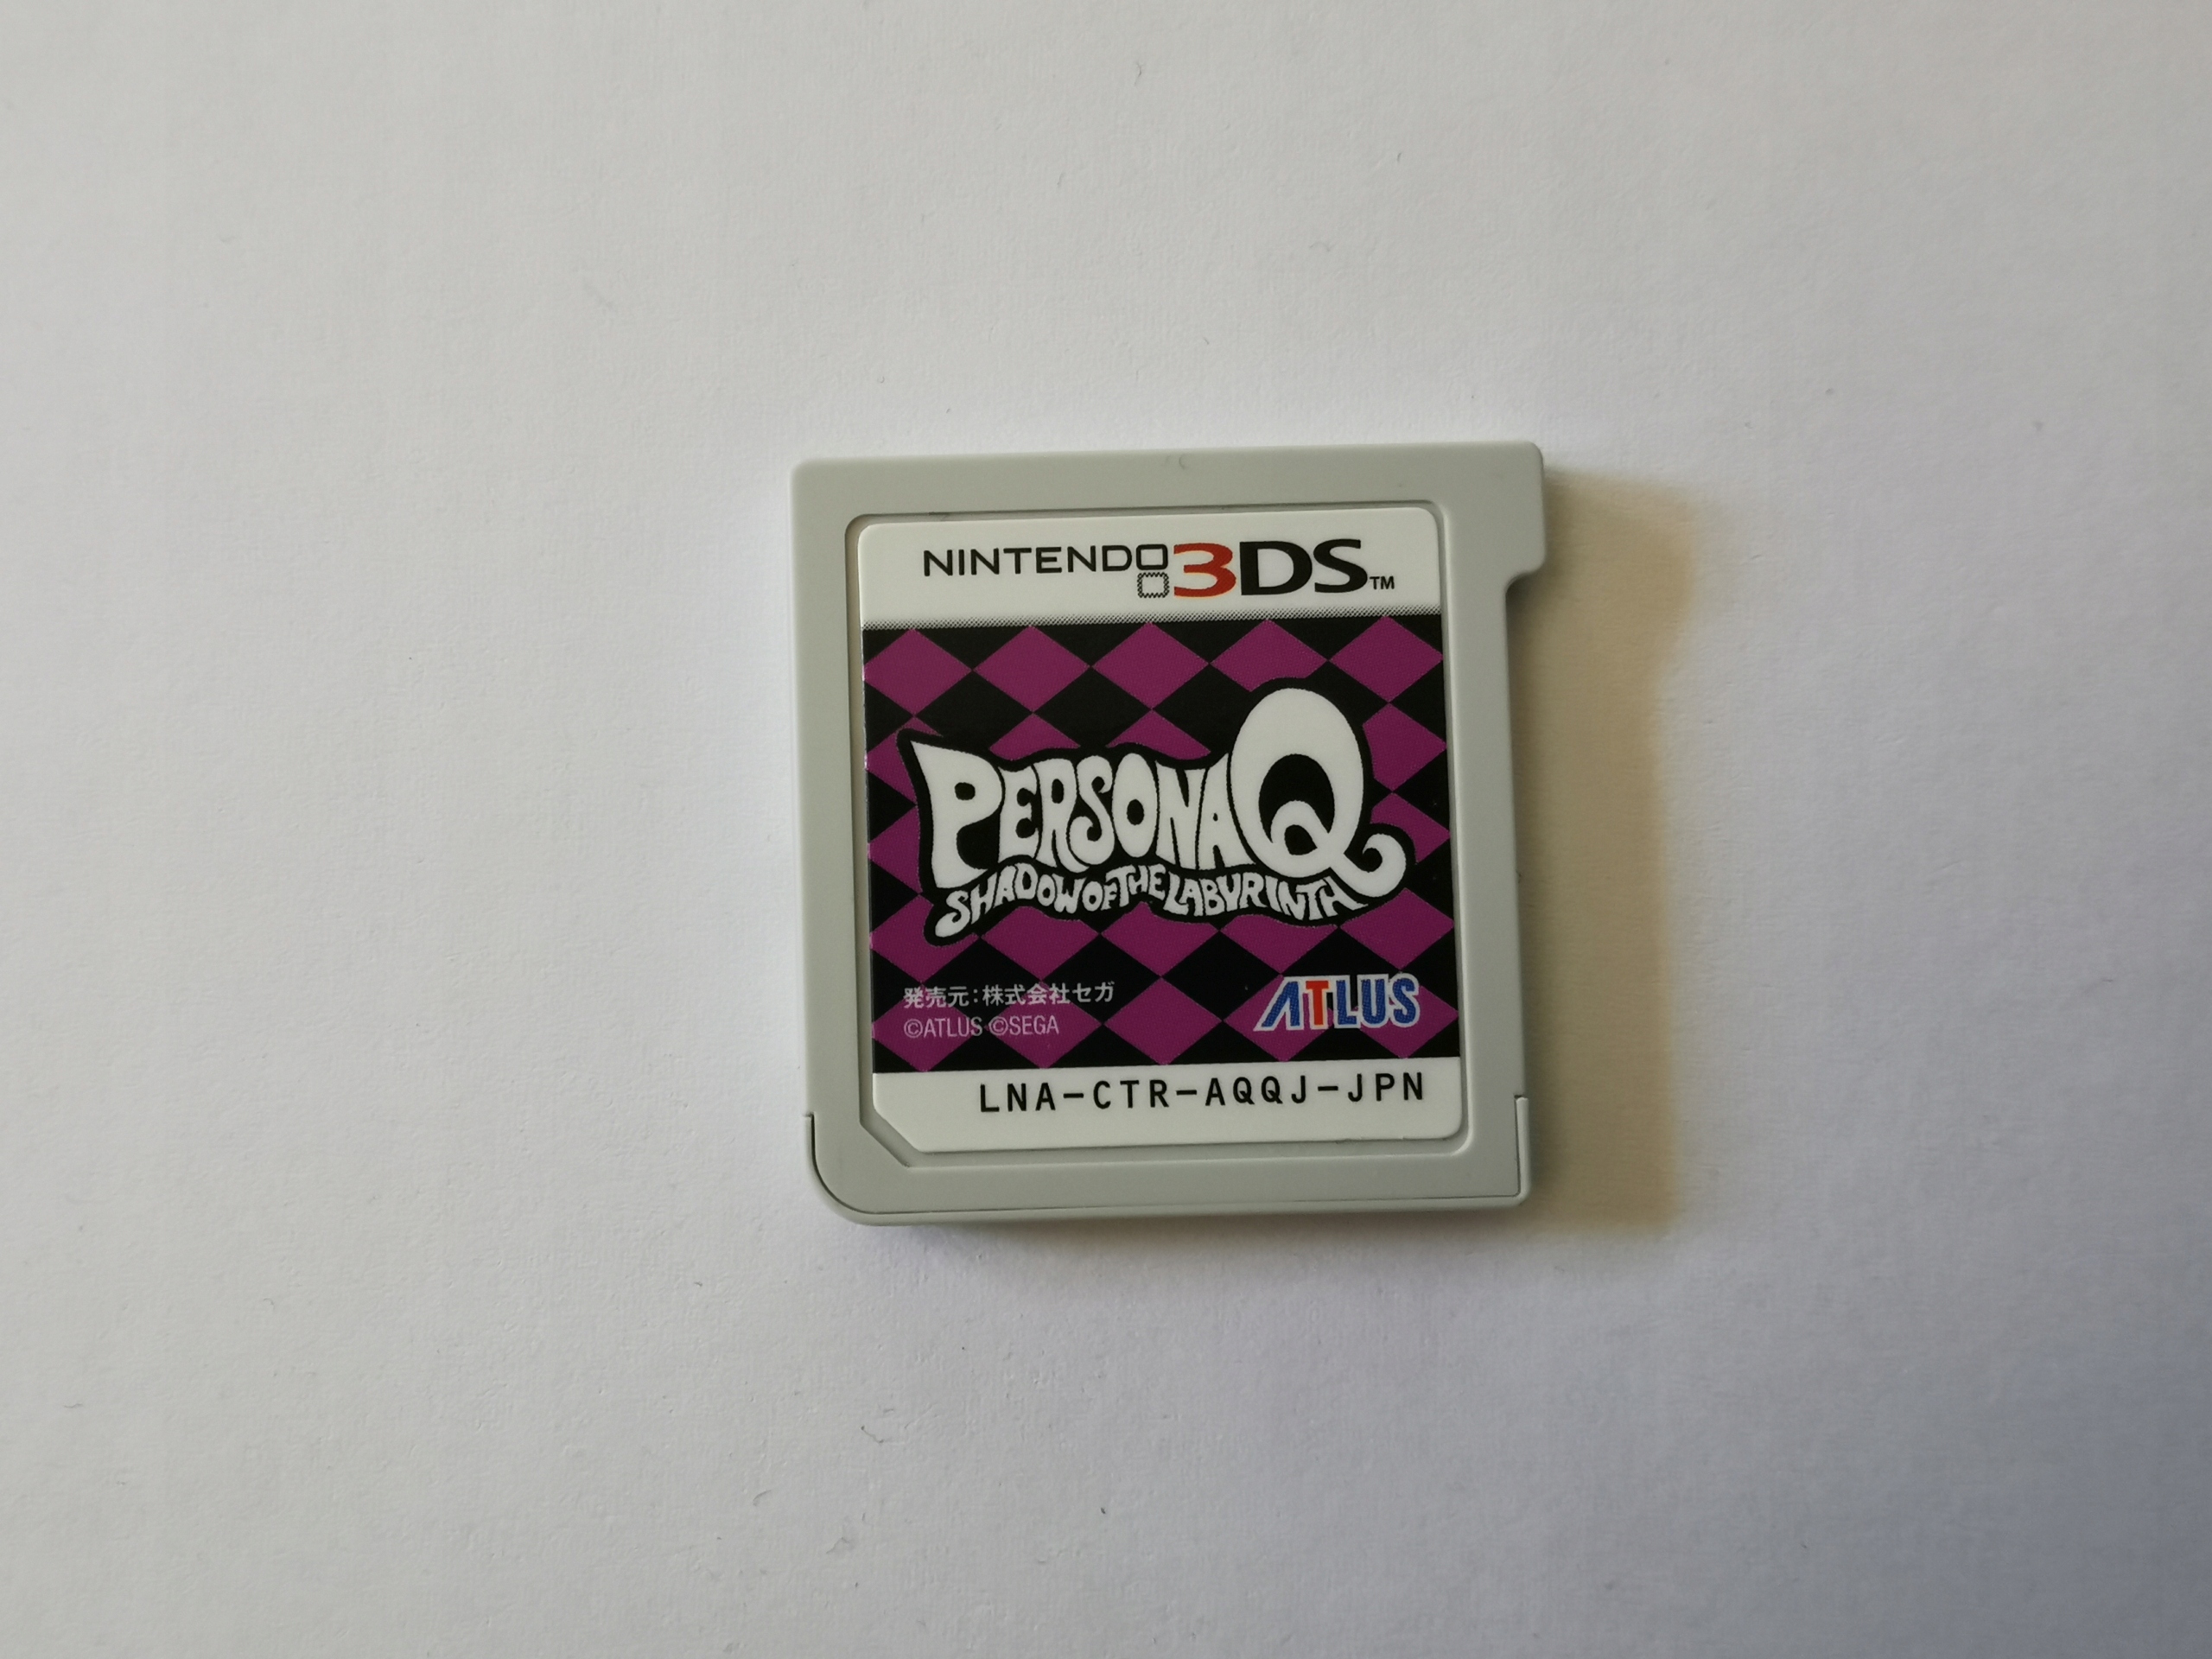 NINTENDO 3DS™
PERSONA Q
SHADOW OF THE LABYRINTH
発売元:株式会社セガ
©ATLUS ©SEGA
ATLUS
LNA-CTR-AQQJ-JPN